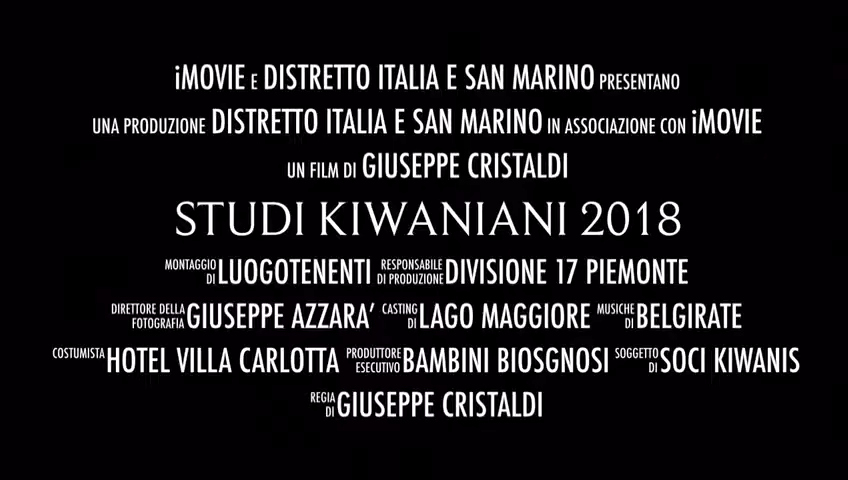 iMOVIE E DISTRETTO ITALIA E SAN MARINO PRESENTANO
UNA PRODUZIONE DISTRETTO ITALIA E SAN MARINO IN ASSOCIAZIONE CON iMOVIE
UN FILM DI GIUSEPPE CRISTALDI
STUDI KIWANIANI 2018
MONTAGGIO DI LUOGOTENENTI RESPONSABILE DI PRODUZIONE DIVISIONE 17 PIEMONTE
DIRETTORE DELLA FOTOGRAFIA GIUSEPPE AZZARA’ CASTING DI LAGO MAGGIORE MUSICHE DI BELGIRATE
COSTUMISTA HOTEL VILLA CARLOTTA PRODUTTORE ESECUTIVO BAMBINI BIOSGNOSI SOGGETTO DI SOCI KIWANIS
REGIA DI GIUSEPPE CRISTALDI